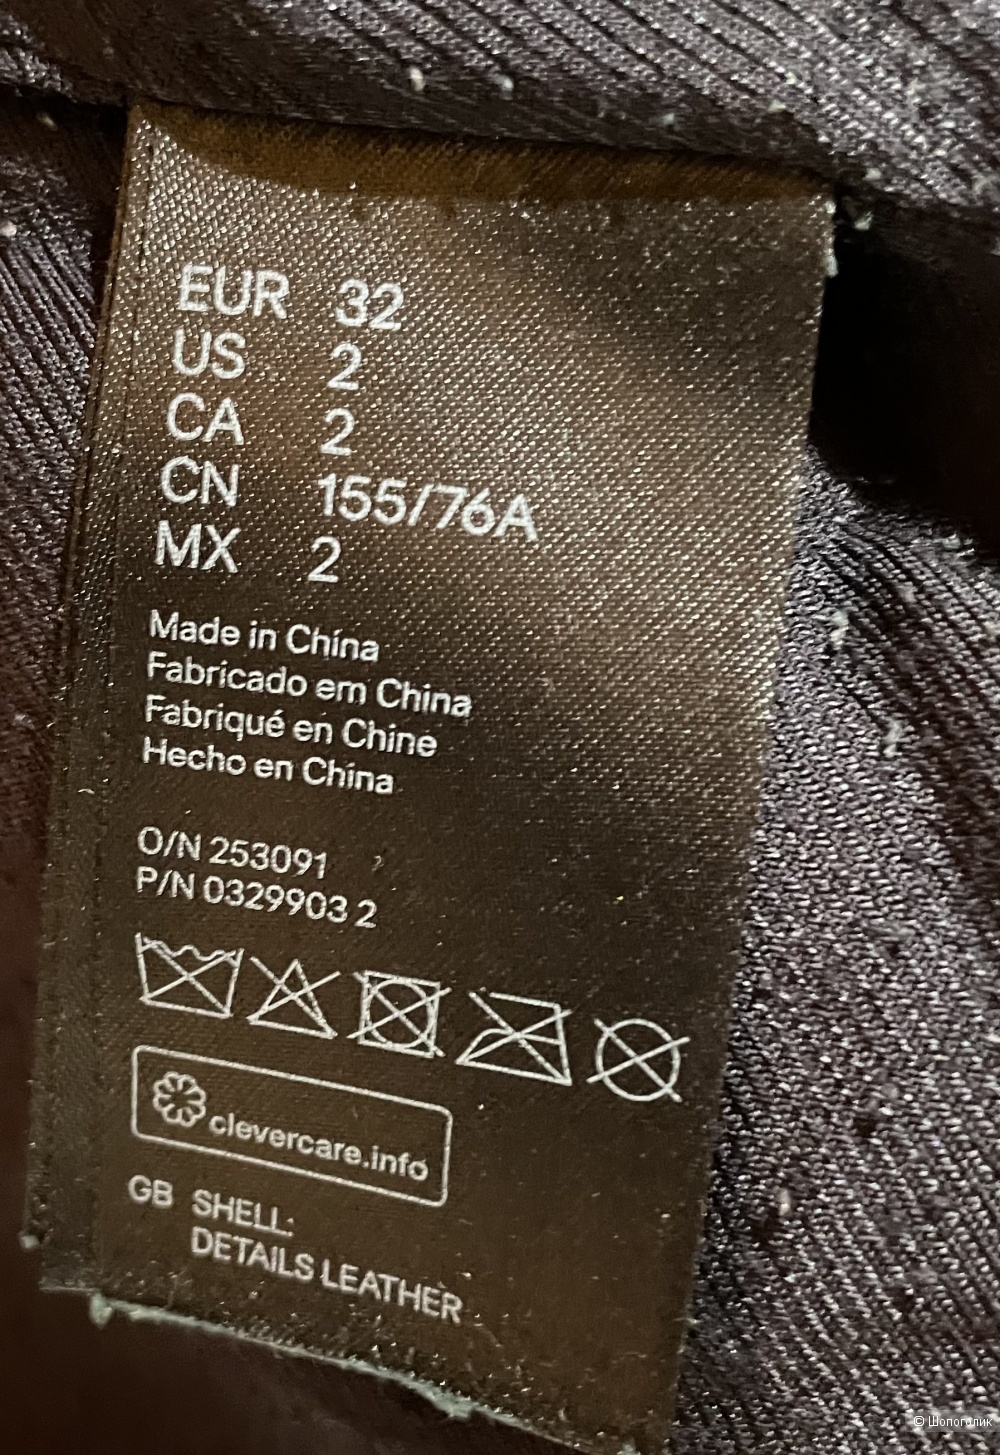 EUR 32
US 2
CA 2
CN 155/76A
MX 2
Made in China
Fabricado em China
Fabriqué en Chine
Hecho en China
O/N 253091
P/N 0329903 2
clevercare.info
GB SHELL:
DETAILS LEATHER
© Шопоголик